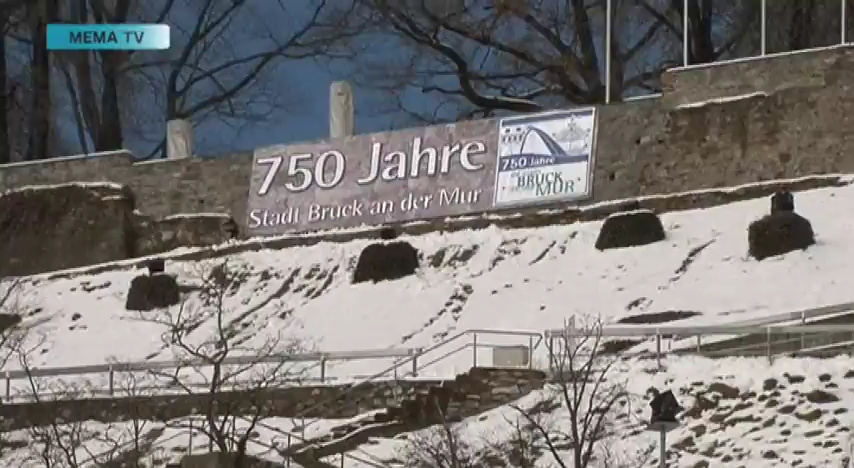 MEMA TV
750 Jahre
Stadt Bruck an der Mur
750 Jahre
BRUCK
MUR